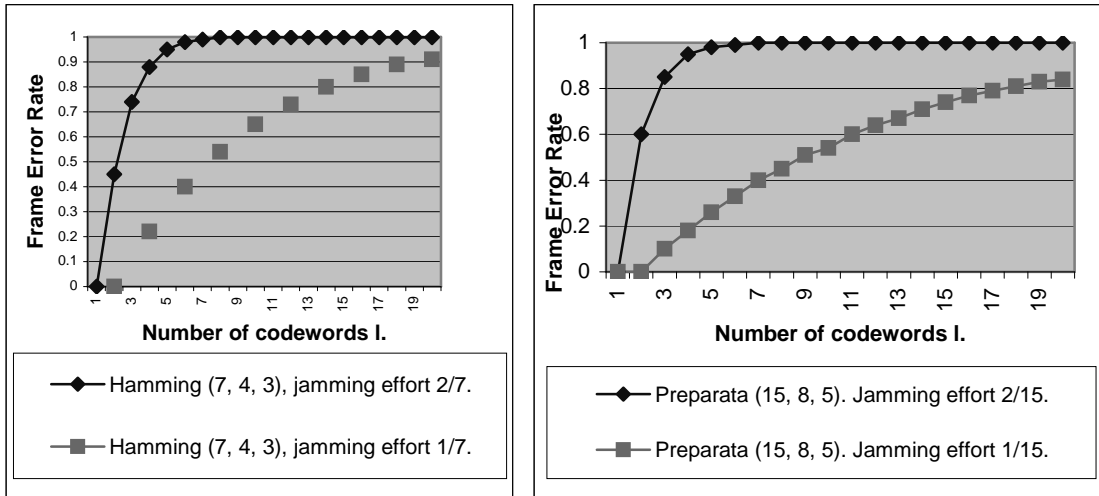 Frame Error Rate
1
0.9
0.8
0.7
0.6
0.5
0.4
0.3
0.2
0.1
0
1 3 5 7 9 11 13 15 17 19
Number of codewords I.
Hamming (7, 4, 3), jamming effort 2/7.
Hamming (7, 4, 3), jamming effort 1/7.
Frame Error Rate
1
0.8
0.6
0.4
0.2
0
1 3 5 7 9 11 13 15 17 19
Number of codewords I.
Preparata (15, 8, 5). Jamming effort 2/15.
Preparata (15, 8, 5). Jamming effort 1/15.